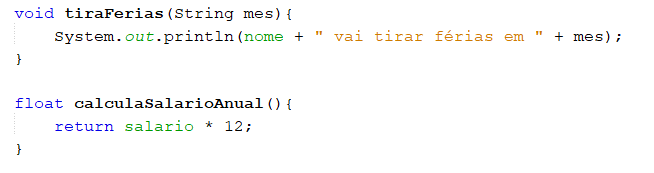 void tiraFerias(String mes){
System.out.println(nome + " vai tirar férias em " + mes);
}
float calculaSalarioAnual(){
return salario * 12;
}